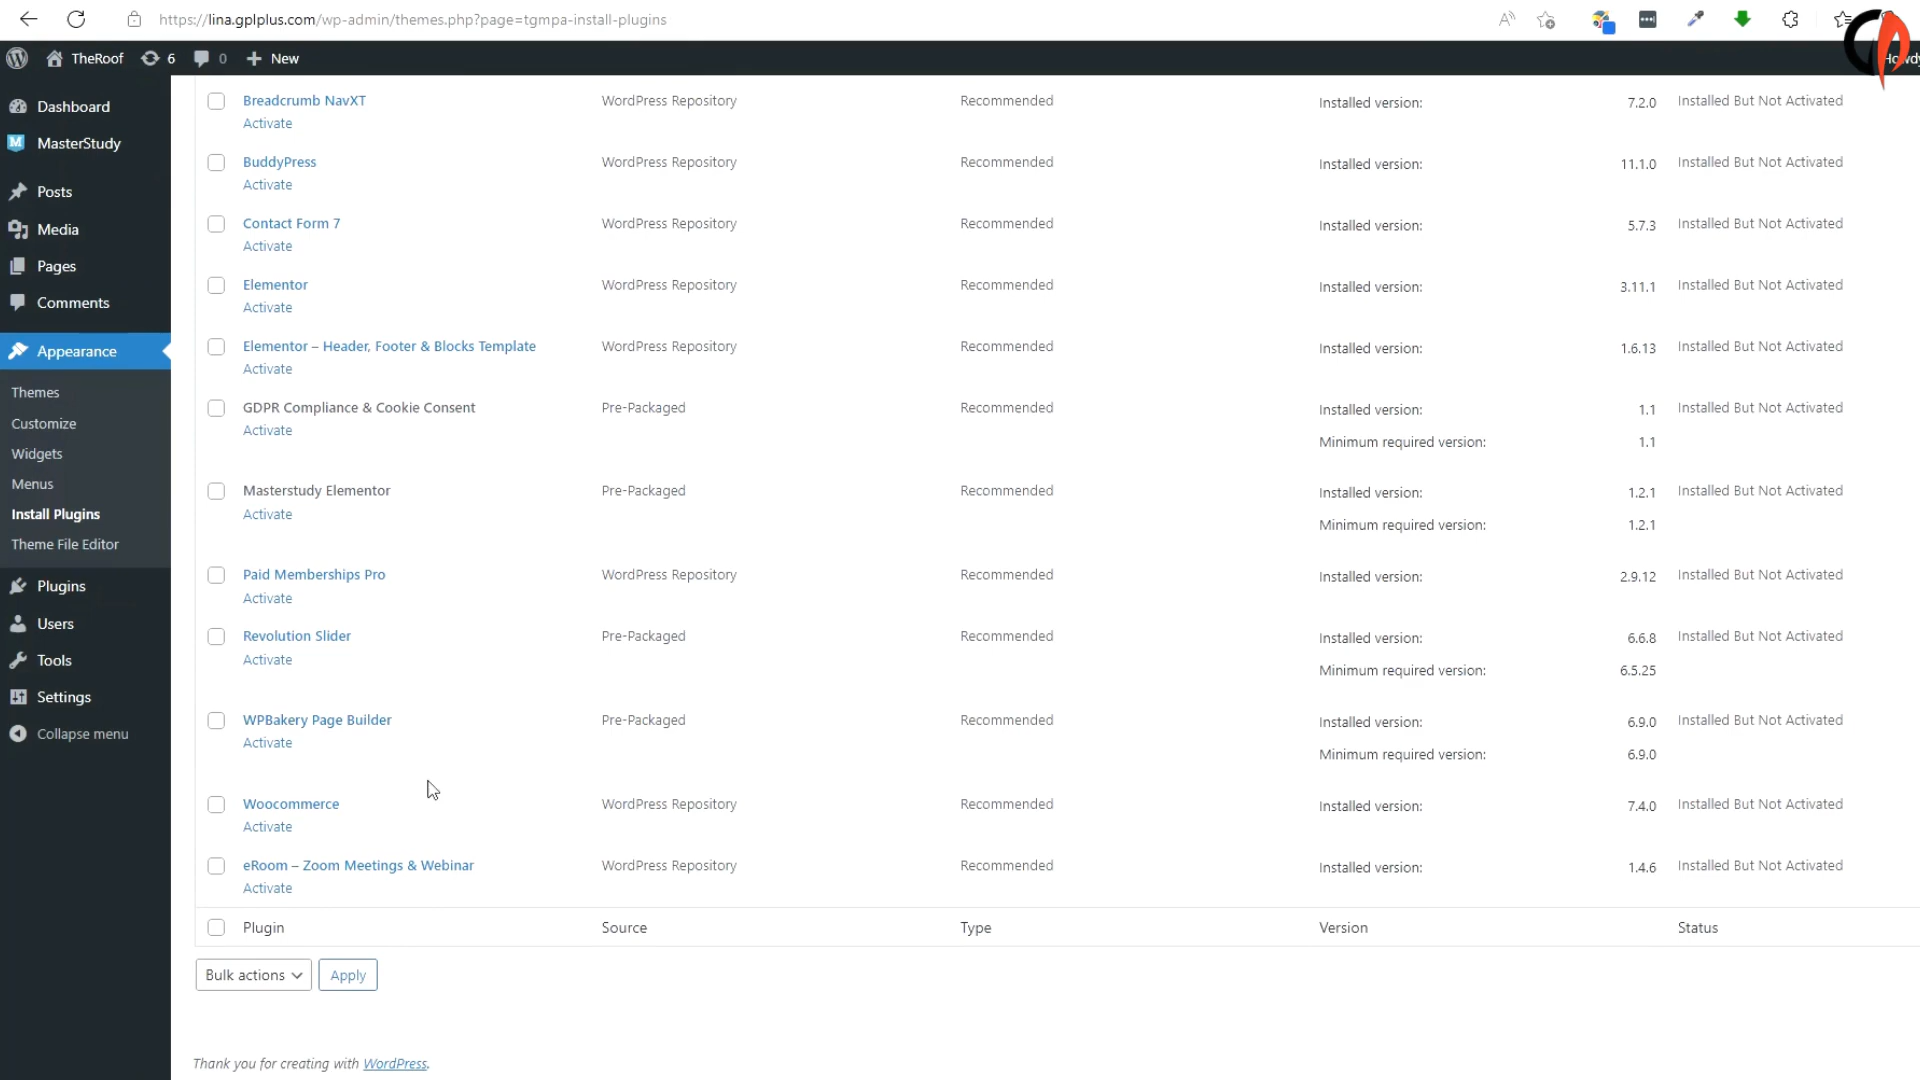 https://lina.gplplus.com/wp-admin/themes.php?page=tgmpa-install-plugins
TheRoof 6 0 New
Dashboard
MasterStudy
Posts
Media
Pages
Comments
Appearance
Themes
Customize
Widgets
Menus
Install Plugins
Theme File Editor
Plugins
Users
Tools
Settings
Collapse menu
Breadcrumb NavXT WordPress Repository Recommended Installed version: 7.2.0 Installed But Not Activated
Activate
BuddyPress WordPress Repository Recommended Installed version: 11.1.0 Installed But Not Activated
Activate
Contact Form 7 WordPress Repository Recommended Installed version: 5.7.3 Installed But Not Activated
Activate
Elementor WordPress Repository Recommended Installed version: 3.11.1 Installed But Not Activated
Activate
Elementor – Header, Footer & Blocks Template WordPress Repository Recommended Installed version: 1.6.13 Installed But Not Activated
Activate
GDPR Compliance & Cookie Consent Pre-Packaged Recommended Installed version: 1.1 Installed But Not Activated
Activate
Minimum required version: 1.1
Masterstudy Elementor Pre-Packaged Recommended Installed version: 1.2.1 Installed But Not Activated
Activate
Minimum required version: 1.2.1
Paid Memberships Pro WordPress Repository Recommended Installed version: 2.9.12 Installed But Not Activated
Activate
Revolution Slider Pre-Packaged Recommended Installed version: 6.6.8 Installed But Not Activated
Activate
Minimum required version: 6.5.25
WPBakery Page Builder Pre-Packaged Recommended Installed version: 6.9.0 Installed But Not Activated
Activate
Minimum required version: 6.9.0
Woocommerce WordPress Repository Recommended Installed version: 7.4.0 Installed But Not Activated
Activate
eRoom – Zoom Meetings & Webinar WordPress Repository Recommended Installed version: 1.4.6 Installed But Not Activated
Activate
Plugin Source Type Version Status
Bulk actions Apply
Thank you for creating with WordPress.